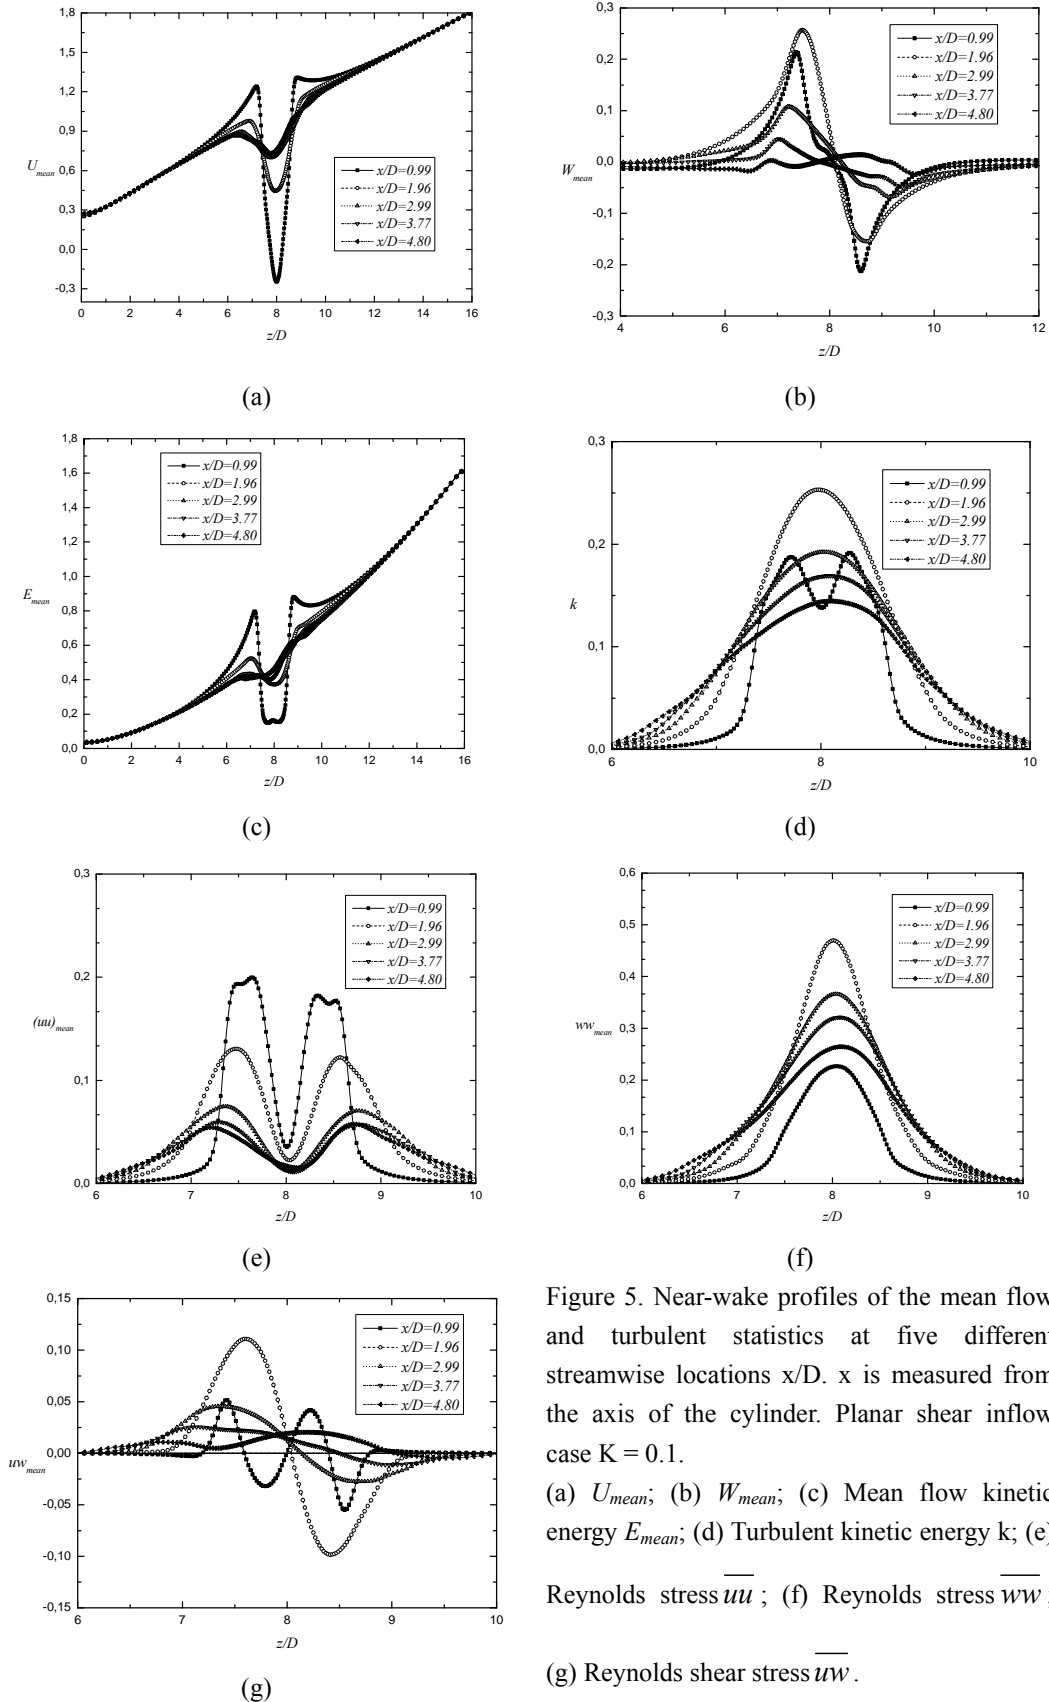 1,8
1,5
1,2
0,9
0,6
0,3
0,0
-0,3
U mean
0 2 4 6 8 10 12 14 16
z/D
x/D=0.99
x/D=1.96
x/D=2.99
x/D=3.77
x/D=4.80
(a)
0,3
0,2
0,1
0,0
-0,1
-0,2
-0,3
W mean
4 6 8 10 12
z/D
x/D=0.99
x/D=1.96
x/D=2.99
x/D=3.77
x/D=4.80
(b)
1,8
1,6
1,4
1,2
1,0
0,8
0,6
0,4
0,2
0,0
E mean
0 2 4 6 8 10 12 14 16
z/D
x/D=0.99
x/D=1.96
x/D=2.99
x/D=3.77
x/D=4.80
(c)
0,3
0,2
0,1
0,0
k
6 7 8 9 10
z/D
x/D=0.99
x/D=1.96
x/D=2.99
x/D=3.77
x/D=4.80
(d)
0,3
0,2
0,1
0,0
(uu) mean
6 7 8 9 10
z/D
x/D=0.99
x/D=1.96
x/D=2.99
x/D=3.77
x/D=4.80
(e)
0,6
0,5
0,4
0,3
0,2
0,1
0,0
ww mean
6 7 8 9 10
z/D
x/D=0.99
x/D=1.96
x/D=2.99
x/D=3.77
x/D=4.80
(f)
0,15
0,10
0,05
0,00
-0,05
-0,10
-0,15
uw mean
6 7 8 9 10
z/D
x/D=0.99
x/D=1.96
x/D=2.99
x/D=3.77
x/D=4.80
(g)
Figure 5. Near-wake profiles of the mean flow
and turbulent statistics at five different
streamwise locations x/D. x is measured from
the axis of the cylinder. Planar shear inflow
case K = 0.1.
(a) Umean; (b) Wmean; (c) Mean flow kinetic
energy Emean; (d) Turbulent kinetic energy k; (e)
Reynolds stress u̅u̅ ; (f) Reynolds stress w̅w̅ ;
(g) Reynolds shear stress u̅w̅ .